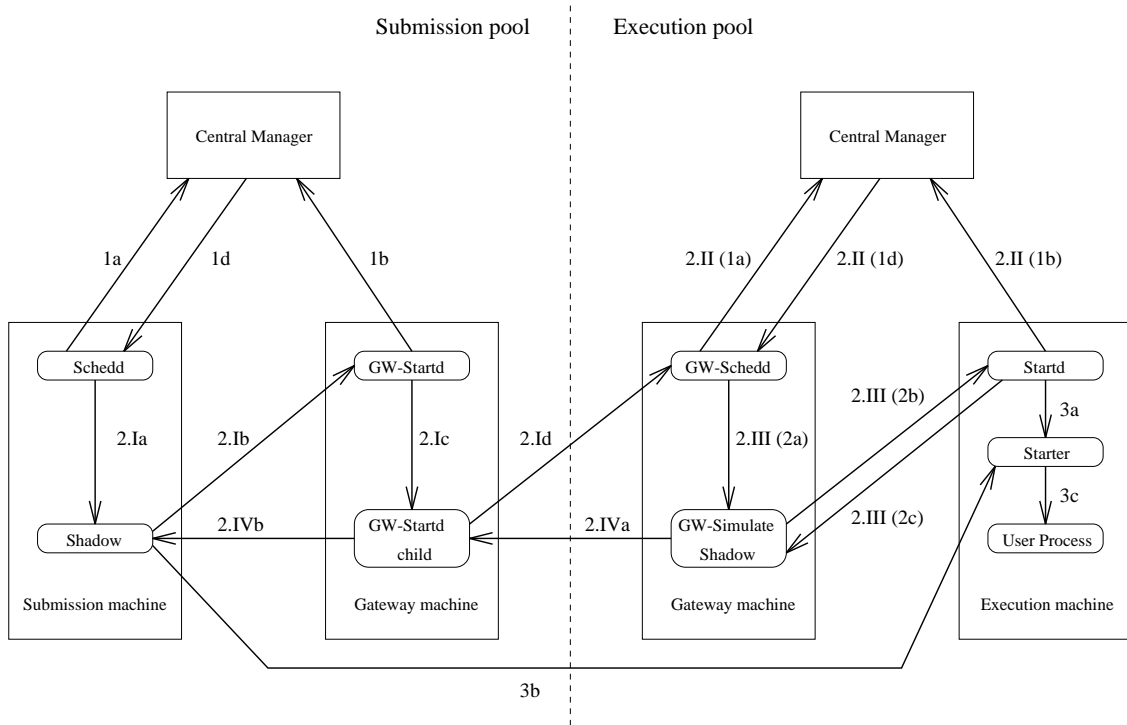 Submission pool
Execution pool
Central Manager
Central Manager
1a
1d
1b
2.II (1a)
2.II (1d)
2.II (1b)
Schedd
GW-Startd
GW-Schedd
Startd
2.Ia
2.Ib
2.Ic
2.Id
2.III (2a)
2.III (2b)
3a
Starter
2.III (2c)
3c
Shadow
2.IVb
GW-Startd
child
2.IVa
GW-Simulate
Shadow
User Process
Submission machine
Gateway machine
Gateway machine
Execution machine
3b